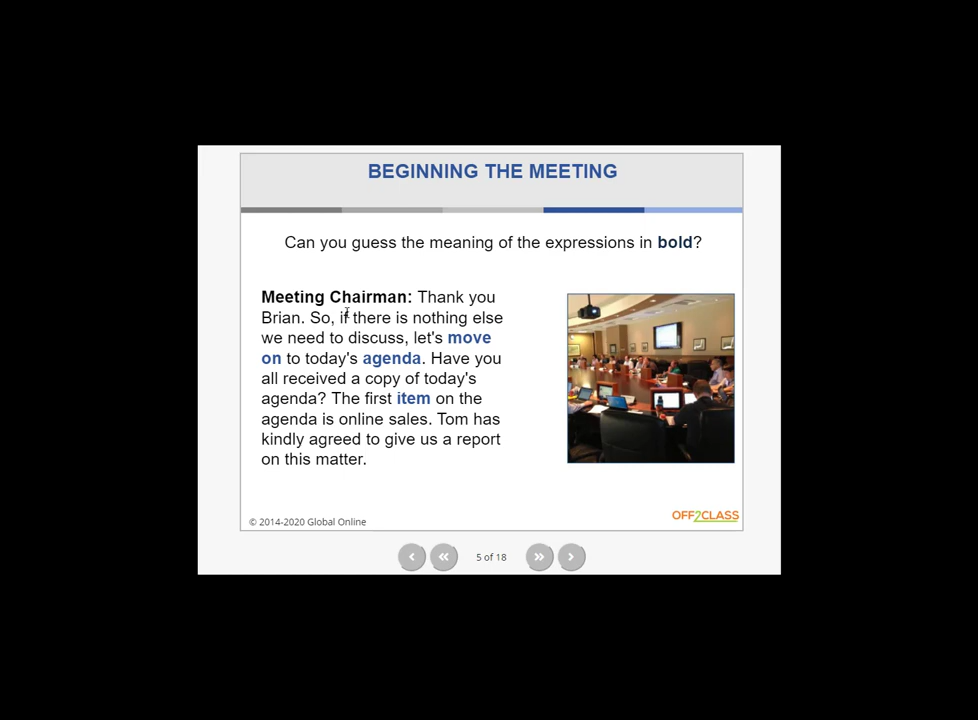 BEGINNING THE MEETING
Can you guess the meaning of the expressions in bold?
Meeting Chairman: Thank you
Brian. So, if there is nothing else
we need to discuss, let's move
on to today's agenda. Have you
all received a copy of today's
agenda? The first item on the
agenda is online sales. Tom has
kindly agreed to give us a report
on this matter.
© 2014-2020 Global Online
OFF2CLASS
5 of 18